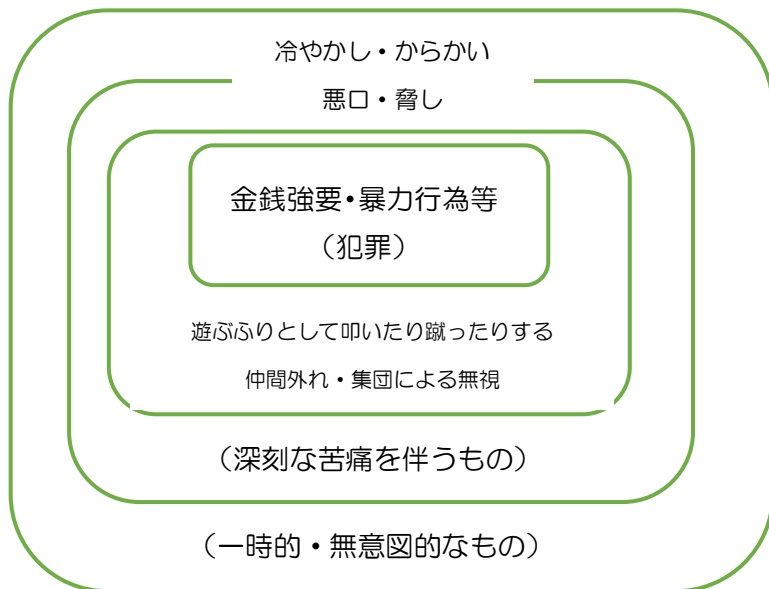 冷やかし・からかい
悪口・脅し
金銭強要・暴力行為等
（犯罪）
遊ぶふりとして叩いたり蹴ったりする
仲間外れ・集団による無視
（深刻な苦痛を伴うもの）
（一時的・無意図的なもの）